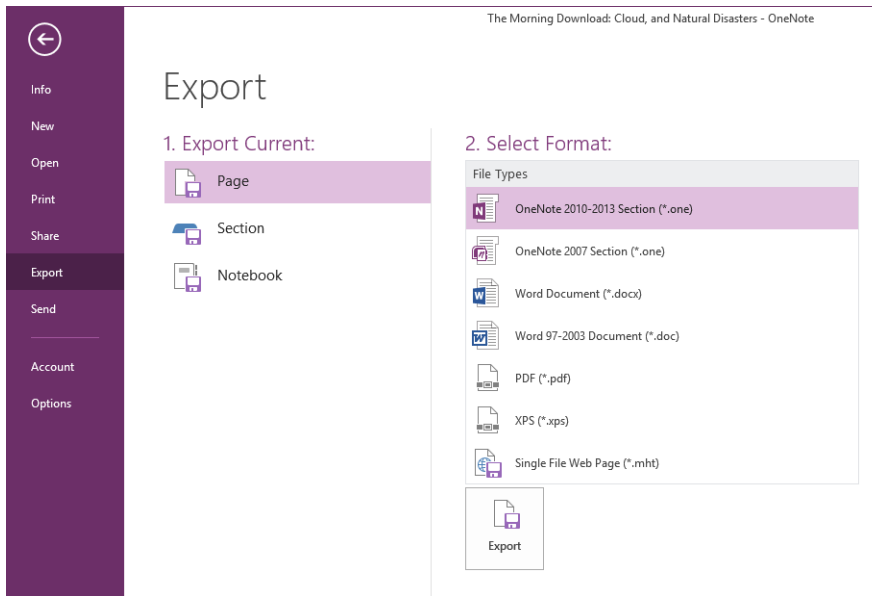 The Morning Download: Cloud, and Natural Disasters - OneNote
Info
New
Open
Print
Share
Export
Send
Account
Options
Export
1. Export Current:
Page
Section
Notebook
2. Select Format:
File Types
OneNote 2010-2013 Section (*.one)
OneNote 2007 Section (*.one)
Word Document (*.docx)
Word 97-2003 Document (*.doc)
PDF (*.pdf)
XPS (*.xps)
Single File Web Page (*.mht)
Export